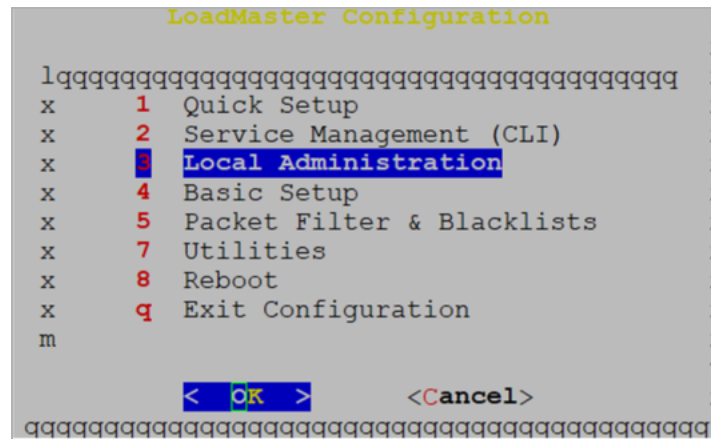 LoadMaster Configuration
lqqqqqqqqqqqqqqqqqqqqqqqqqqqqqqqqqqqqqqq
x 1 Quick Setup
x 2 Service Management (CLI)
x 3 Local Administration
x 4 Basic Setup
x 5 Packet Filter & Blacklists
x 7 Utilities
x 8 Reboot
x q Exit Configuration
m
< OK > <Cancel>
qqqqqqqqqqqqqqqqqqqqqqqqqqqqqqqqqqqqqqqqqqq